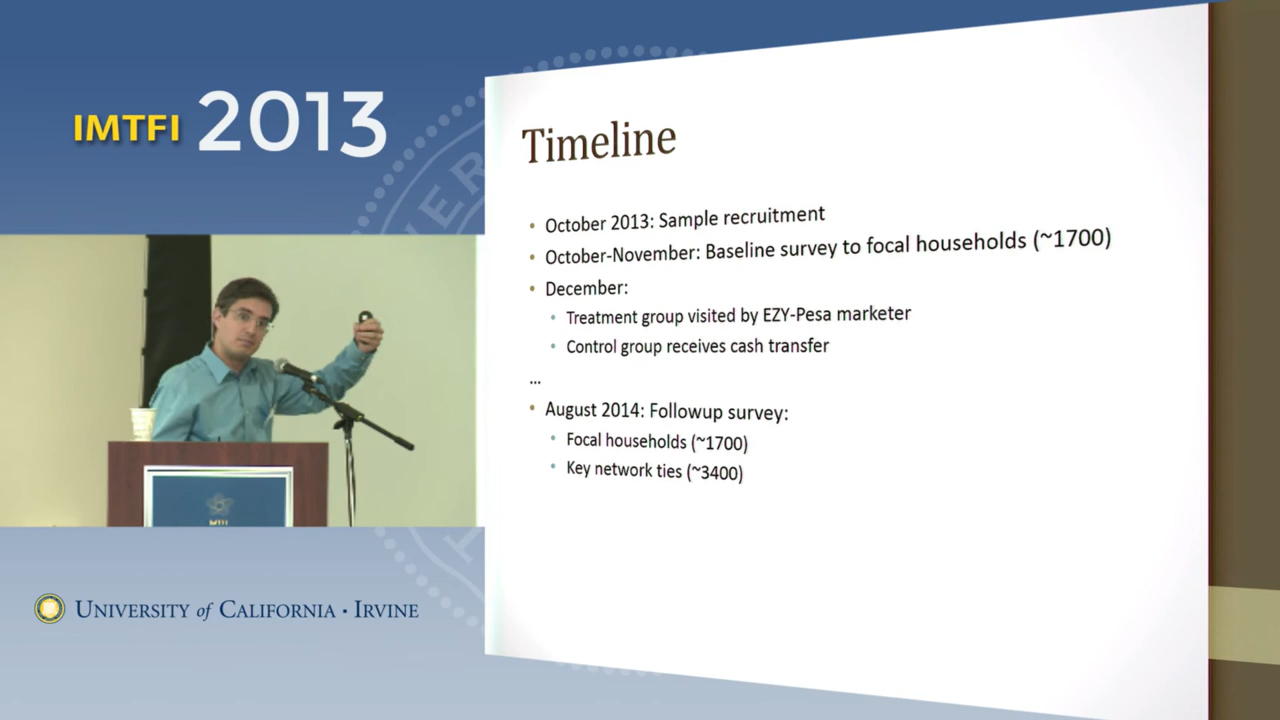 IMTFI 2013
Timeline
• October 2013: Sample recruitment
• October-November: Baseline survey to focal households (~1700)
• December:
• Treatment group visited by EZY-Pesa marketer
• Control group receives cash transfer
...
• August 2014: Followup survey:
• Focal households (~1700)
• Key network ties (~3400)
UNIVERSITY of CALIFORNIA • IRVINE